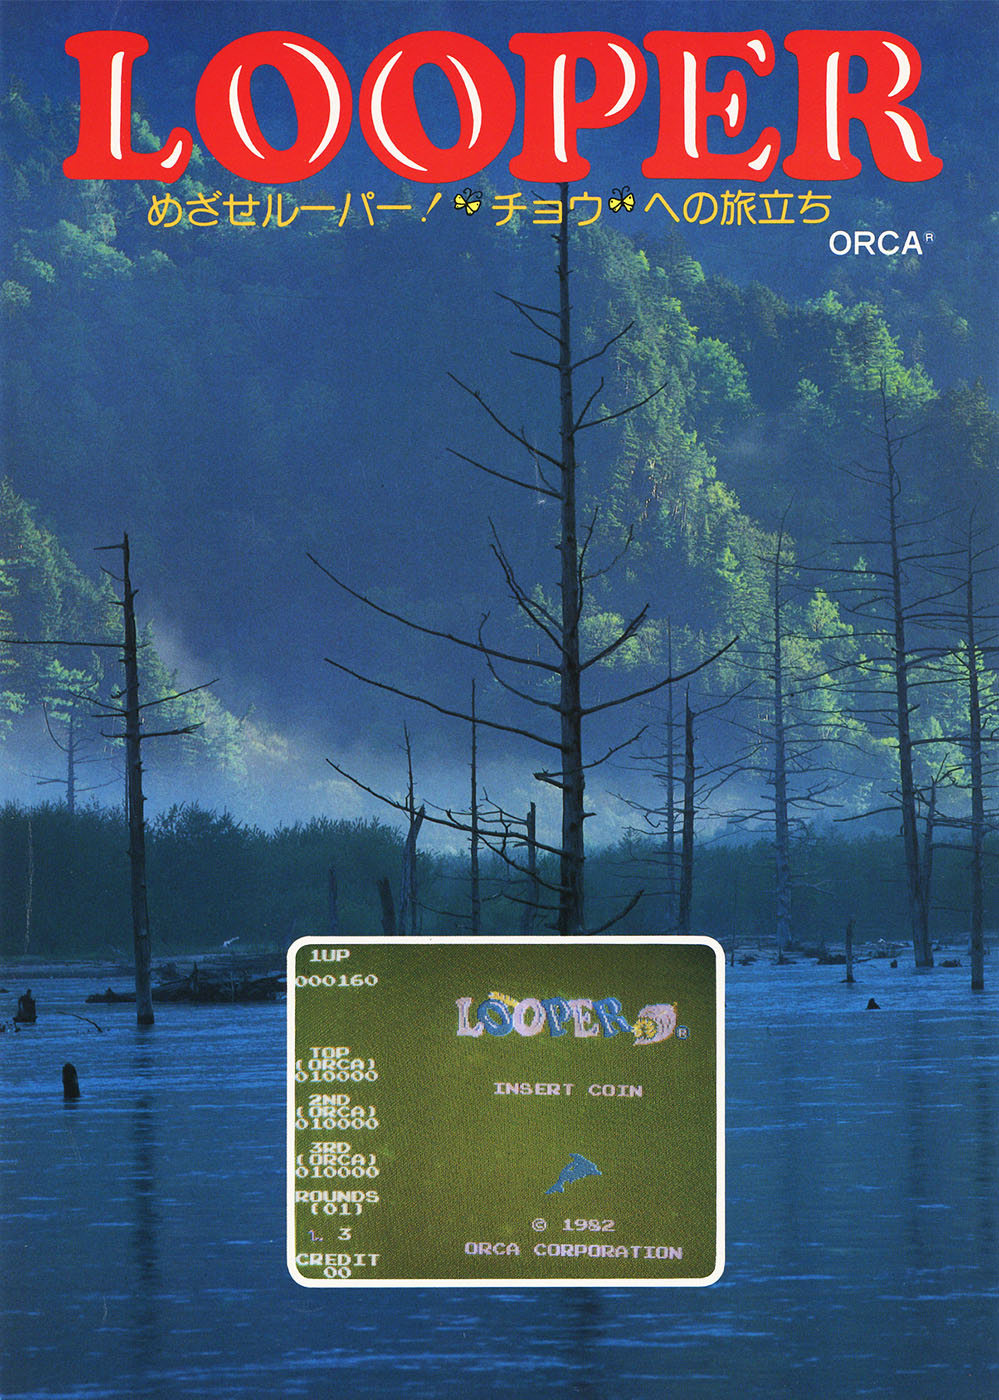 LOOPER
めざせルーパー! チョウ への旅立ち
ORCA®
1UP
000160
LOOPER ®
TOP
(ORCA)
010000
INSERT COIN
2ND
(ORCA)
010000
3RD
(ORCA)
010000
ROUNDS
(01)
3
© 1982
ORCA CORPORATION
CREDIT
00